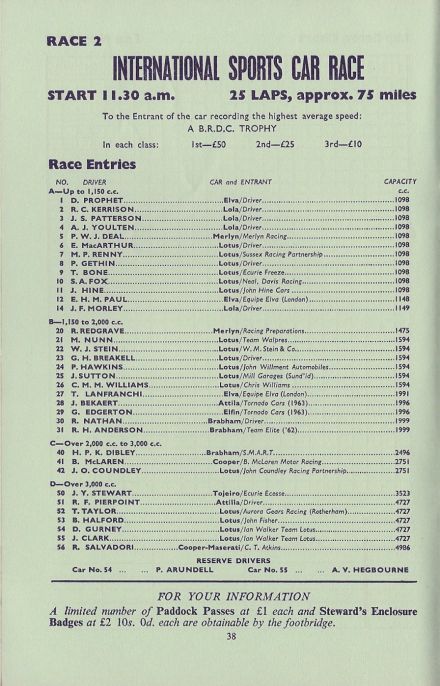 RACE 2
INTERNATIONAL SPORTS CAR RACE
START 11.30 a.m. 25 LAPS, approx. 75 miles
To the Entrant of the car recording the highest average speed:
A B.R.D.C. TROPHY
In each class: 1st—£50 2nd—£25 3rd—£10
Race Entries
NO. DRIVER CAR and ENTRANT CAPACITY
c.c.
A—Up to 1,150 c.c.
1 D. PROPHET Elva/Driver 1098
2 R. C. KERRISON Lola/Driver 1098
3 J. S. PATTERSON Lola/Driver 1098
4 A. J. YOULTEN Lola/Driver 1098
5 P. W. J. DEAL Merlyn/Merlyn Racing 1098
6 E. MacARTHUR Lotus/Driver 1098
7 M. P. RENNY Lotus/Sussex Racing Partnership 1098
8 P. GETHIN Lotus/Driver 1098
9 T. BONE Lotus/Ecurie Freeze 1098
10 S. A. FOX Lotus/Neal, Davis Racing 1098
11 J. HINE Lotus/John Hine Cars 1098
12 E. H. M. PAUL Elva/Equipe Elva (London) 1148
14 J. F. MORLEY Lola/Driver 1149
B—1,150 to 2,000 c.c.
20 R. REDGRAVE Merlyn/Racing Preparations 1475
21 M. NUNN Lotus/Team Walpres 1594
22 W. J. STEIN Lotus/W. M. Stein & Co. 1594
23 G. H. BREAKELL Lotus/Driver 1594
24 P. HAWKINS Lotus/John Willment Automobiles 1594
25 J. SUTTON Lotus/Mill Garages (Sund'ld) 1594
26 C. M. M. WILLIAMS Lotus/Chris Williams 1594
27 T. LANFRANCHI Elva/Equipe Elva (London) 1991
28 J. BEKAERT Attila/Tornado Cars (1963) 1996
29 G. EDGERTON Elfin/Tornado Cars (1963) 1996
30 R. NATHAN Brabham/Driver 1999
31 R. H. ANDERSON Brabham/Team Elite ('62) 1999
C—Over 2,000 c.c. to 3,000 c.c.
40 H. P. K. DIBLEY Brabham/S.M.A.R.T. 2496
41 B. McLAREN Cooper/B. McLaren Motor Racing 2751
42 J. O. COUNDLEY Lotus/John Coundley Racing Partnership 2751
D—Over 3,000 c.c.
50 J. Y. STEWART Tojeiro/Ecurie Ecosse 3523
51 R. F. PIERPOINT Attila/Driver 4727
52 T. TAYLOR Lotus/Aurora Gears Racing (Rotherham) 4727
53 B. HALFORD Lotus/John Fisher 4727
54 D. GURNEY Lotus/Ian Walker Team Lotus 4727
55 J. CLARK Lotus/Ian Walker Team Lotus 4727
56 R. SALVADORI Cooper-Maserati/C. T. Atkins 4986
RESERVE DRIVERS
Car No. 54 ... ... P. ARUNDELL Car No. 55 ... ... A. V. HEGBOURNE
FOR YOUR INFORMATION
A limited number of Paddock Passes at £1 each and Steward's Enclosure
Badges at £2 10s. 0d. each are obtainable by the footbridge.
38